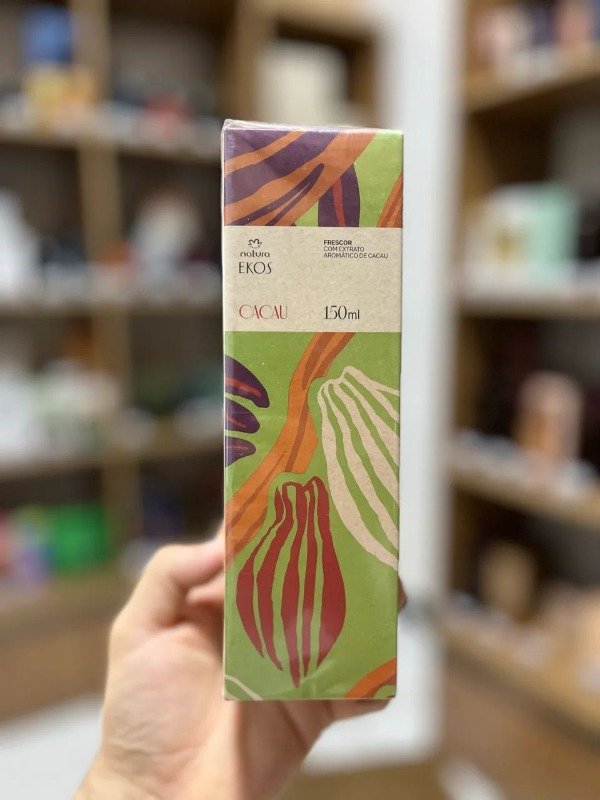 natura
EKOS
FRESCOR
COM EXTRATO
AROMÁTICO DE CACAU
CACAU
150ml